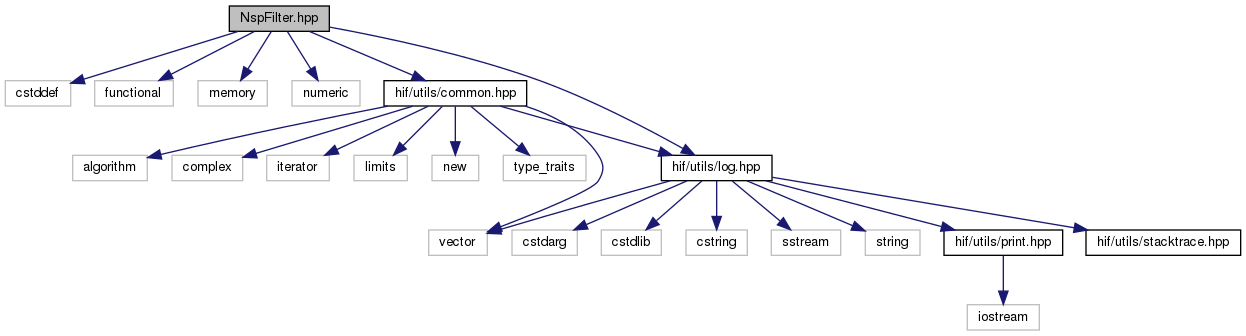 NspFilter.hpp
cstddef
functional
memory
numeric
hif/utils/common.hpp
algorithm
complex
iterator
limits
new
type_traits
hif/utils/log.hpp
vector
cstdarg
cstdlib
cstring
sstream
string
hif/utils/print.hpp
hif/utils/stacktrace.hpp
iostream